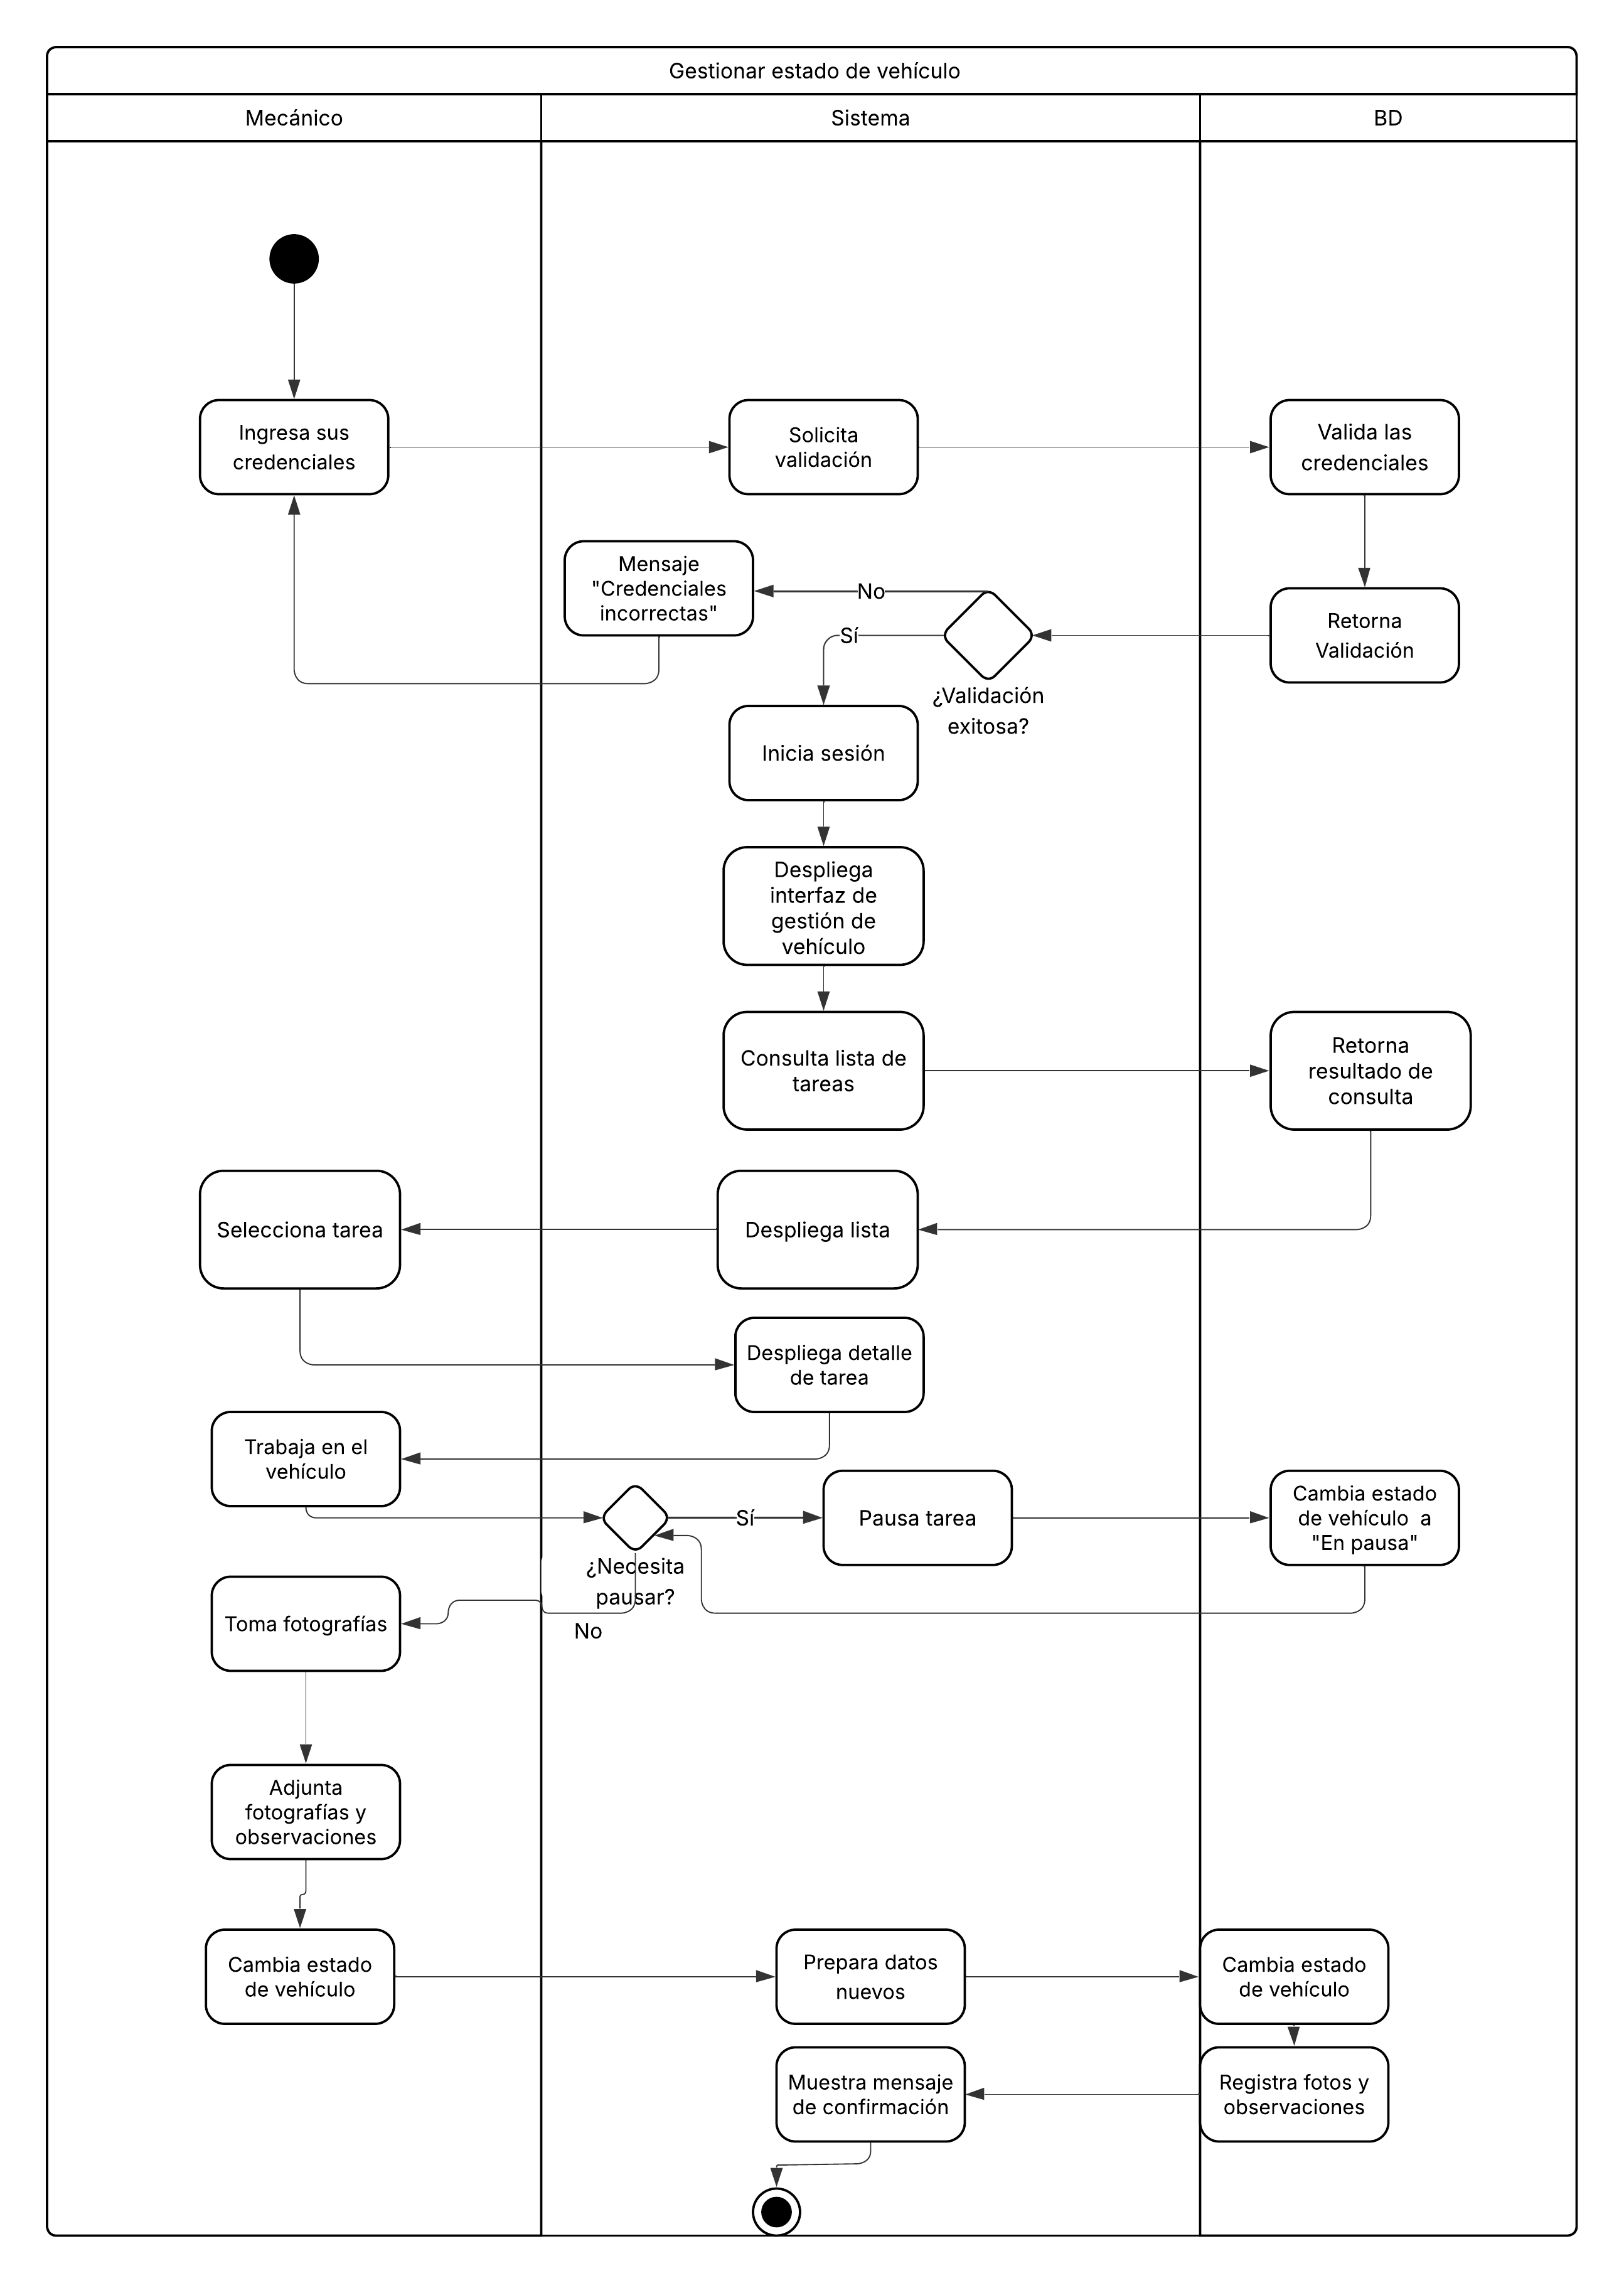 Gestionar estado de vehículo
Mecánico
Sistema
BD
Ingresa sus
credenciales
Solicita
validación
Valida las
credenciales
Mensaje
"Credenciales
incorrectas"
No
Sí
¿Validación
exitosa?
Retorna
Validación
Inicia sesión
Despliega
interfaz de
gestión de
vehículo
Consulta lista de
tareas
Retorna
resultado de
consulta
Selecciona tarea
Despliega lista
Despliega detalle
de tarea
Trabaja en el
vehículo
¿Necesita
pausar?
Sí
No
Pausa tarea
Cambia estado
de vehículo a
"En pausa"
Toma fotografías
Adjunta
fotografías y
observaciones
Cambia estado
de vehículo
Prepara datos
nuevos
Cambia estado
de vehículo
Muestra mensaje
de confirmación
Registra fotos y
observaciones